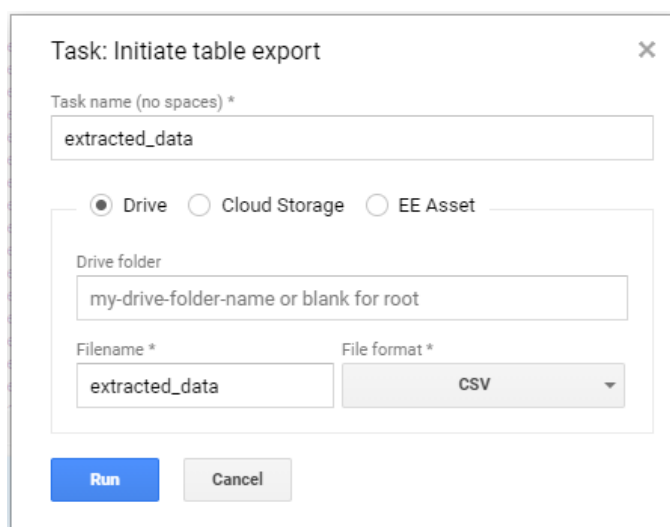 Task: Initiate table export ×
Task name (no spaces) *
extracted_data
Drive Cloud Storage EE Asset
Drive folder
my-drive-folder-name or blank for root
Filename * File format *
extracted_data CSV
Run Cancel